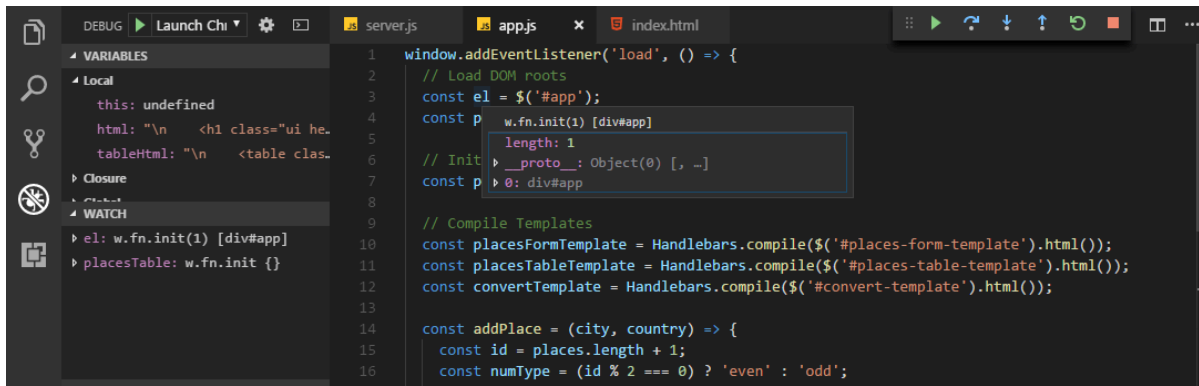 DEBUG Launch Ch
VARIABLES
Local
this: undefined
html: "\n <h1 class="ui he…
tableHtml: "\n <table clas…
Closure
WATCH
el: w.fn.init(1) [div#app]
placesTable: w.fn.init {}
JS server.js JS app.js × 5 index.html
1 window.addEventListener('load', () => {
2 // Load DOM roots
3 const el = $('#app');
4 const p
5
6 // Init
7 const p
8
9 // Compile Templates
10 const placesFormTemplate = Handlebars.compile($('#places-form-template').html());
11 const placesTableTemplate = Handlebars.compile($('#places-table-template').html());
12 const convertTemplate = Handlebars.compile($('#convert-template').html());
13
14 const addPlace = (city, country) => {
15 const id = places.length + 1;
16 const numType = (id % 2 === 0) ? 'even' : 'odd';
w.fn.init(1) [div#app]
length: 1
__proto__: Object(0) [, …]
0: div#app